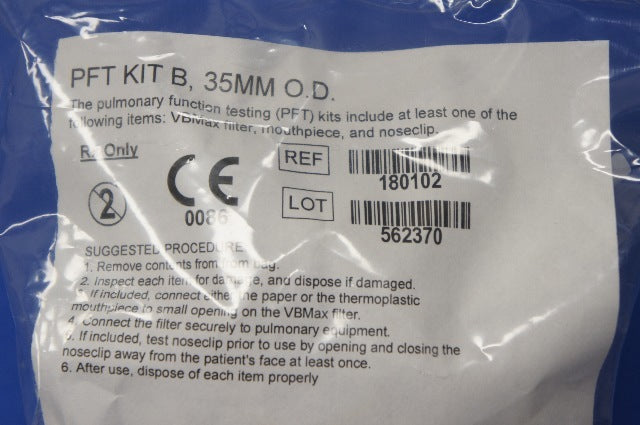 PFT KIT B, 35MM O.D.
The pulmonary function testing (PFT) kits include at least one of the
following items: VBMax filter, mouthpiece, and noseclip.
Rx Only
CE
0086
2
REF
180102
LOT
562370
SUGGESTED PROCEDURE
1. Remove contents from from bag.
2. Inspect each item for damage, and dispose if damaged.
3. If included, connect either the paper or the thermoplastic
mouthpiece to small opening on the VBMax filter.
4. Connect the filter securely to pulmonary equipment.
5. If included, test noseclip prior to use by opening and closing the
noseclip away from the patient's face at least once.
6. After use, dispose of each item properly